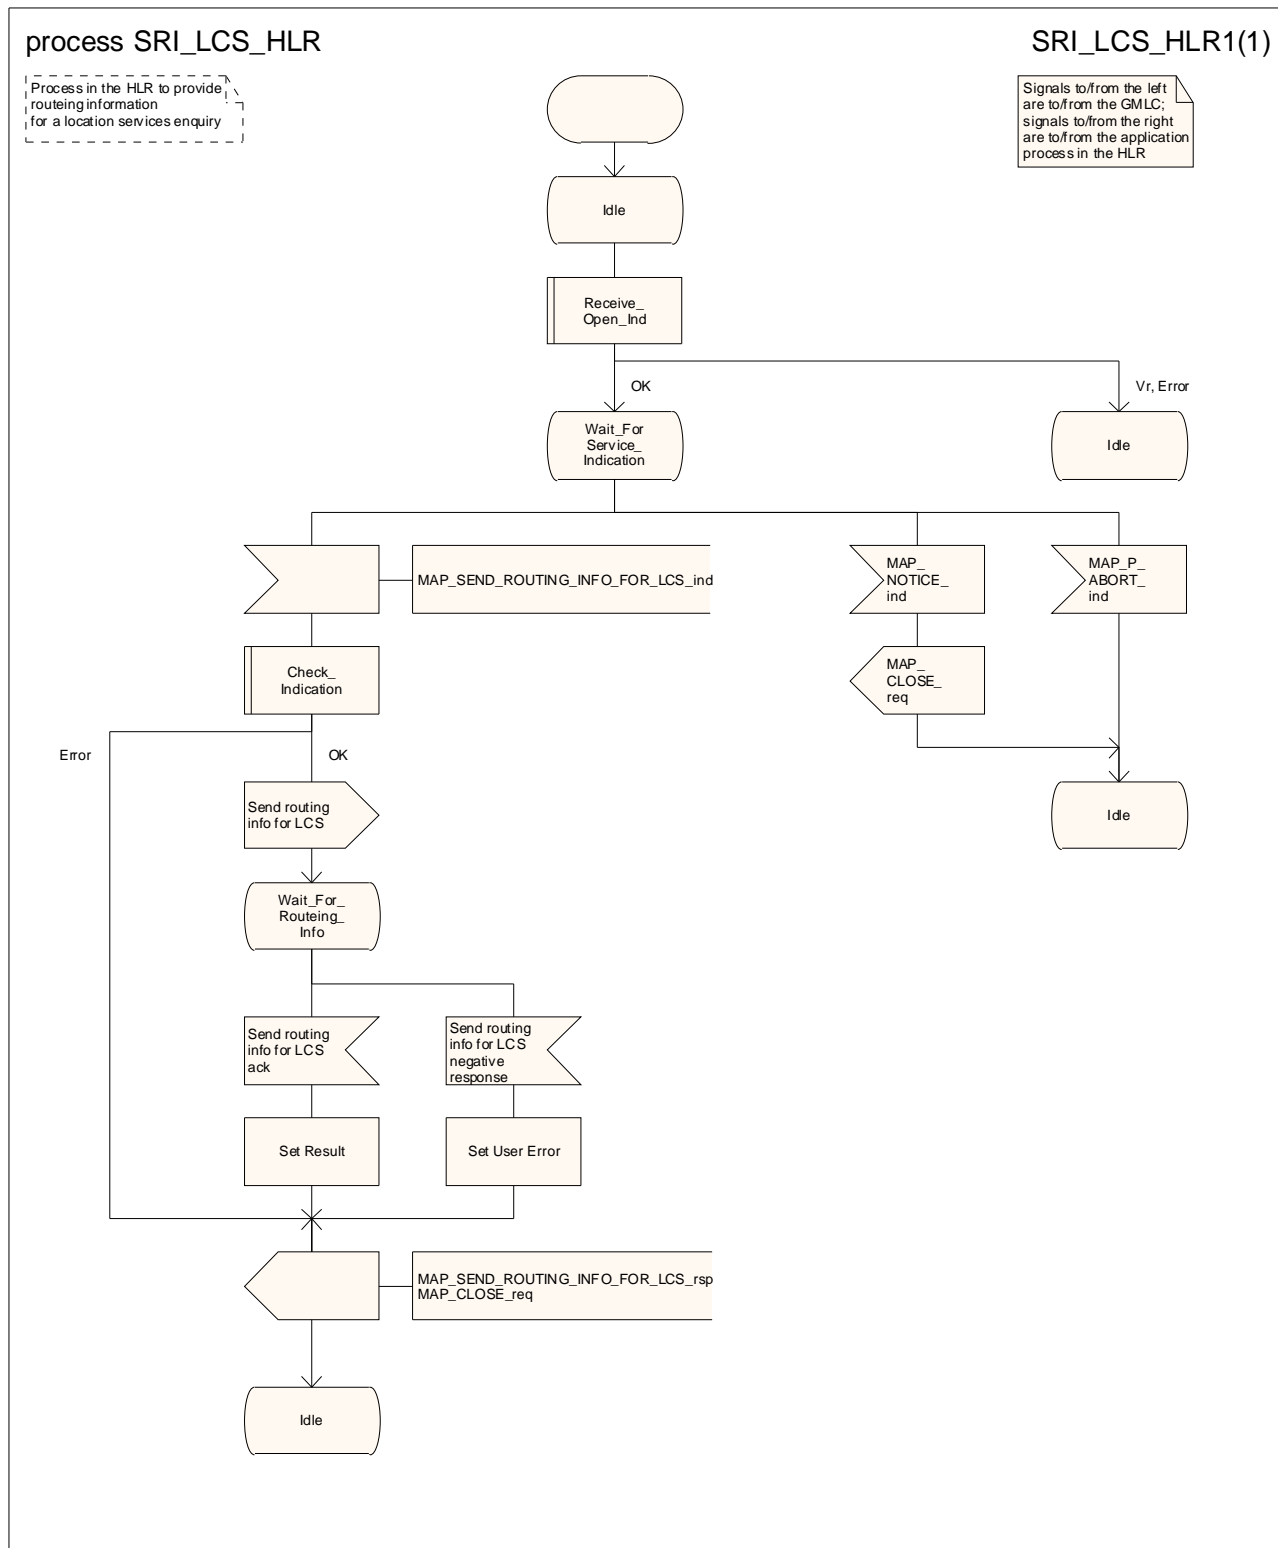 process SRI_LCS_HLR
SRI_LCS_HLR1(1)
Process in the HLR to provide
routeing information
for a location services enquiry
Signals to/from the left
are to/from the GMLC;
signals to/from the right
are to/from the application
process in the HLR
Idle
Receive_
Open_Ind
OK
Vr, Error
Wait_For
Service_
Indication
Idle
MAP_SEND_ROUTING_INFO_FOR_LCS_ind
MAP_
NOTICE_
ind
MAP_P_
ABORT_
ind
Check_
Indication
MAP_
CLOSE_
req
Error
OK
Send routing
info for LCS
Idle
Wait_For_
Routeing_
Info
Send routing
info for LCS
ack
Send routing
info for LCS
negative
response
Set Result
Set User Error
MAP_SEND_ROUTING_INFO_FOR_LCS_rsp
MAP_CLOSE_req
Idle